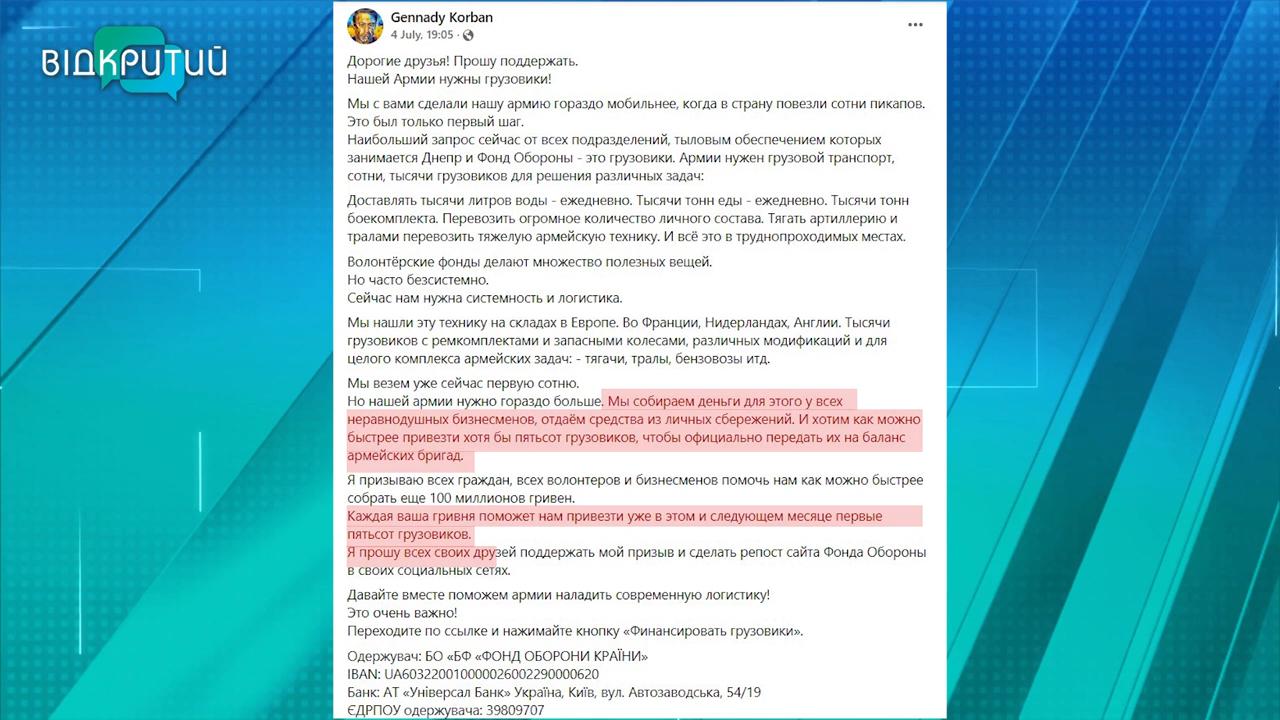 ВІДКРИТИЙ
Gennady Korban
4 July, 19:05 ·
Дорогие друзья! Прошу поддержать.
Нашей Армии нужны грузовики!
Мы с вами сделали нашу армию гораздо мобильнее, когда в страну повезли сотни пикапов.
Это был только первый шаг.
Наибольший запрос сейчас от всех подразделений, тыловым обеспечением которых
занимается Днепр и Фонд Обороны - это грузовики. Армии нужен грузовой транспорт,
сотни, тысячи грузовиков для решения различных задач:
Доставлять тысячи литров воды - ежедневно. Тысячи тонн еды - ежедневно. Тысячи тонн
боекомплекта. Перевозить огромное количество личного состава. Тягать артиллерию и
тралами перевозить тяжелую армейскую технику. И всё это в труднопроходимых местах.
Волонтёрские фонды делают множество полезных вещей.
Но часто безсистемно.
Сейчас нам нужна системность и логистика.
Мы нашли эту технику на складах в Европе. Во Франции, Нидерландах, Англии. Тысячи
грузовиков с ремкомплектами и запасными колесами, различных модификаций и для
целого комплекса армейских задач: - тягачи, тралы, бензовозы итд.
Мы везем уже сейчас первую сотню.
Но нашей армии нужно гораздо больше. Мы собираем деньги для этого у всех
неравнодушных бизнесменов, отдаём средства из личных сбережений. И хотим как можно
быстрее привезти хотя бы пятьсот грузовиков, чтобы официально передать их на баланс
армейских бригад.
Я призываю всех граждан, всех волонтеров и бизнесменов помочь нам как можно быстрее
собрать еще 100 миллионов гривен.
Каждая ваша гривня поможет нам привезти уже в этом и следующем месяце первые
пятьсот грузовиков.
Я прошу всех своих друзей поддержать мой призыв и сделать репост сайта Фонда Обороны
в своих социальных сетях.
Давайте вместе поможем армии наладить современную логистику!
Это очень важно!
Переходите по ссылке и нажимайте кнопку «Финансировать грузовики».
Одержувач: БО «БФ «ФОНД ОБОРОНИ КРАЇНИ»
IBAN: UA603220010000026002290000620
Банк: АТ «Універсал Банк» Україна, Київ, вул. Автозаводська, 54/19
ЄДРПОУ одержувача: 39809707